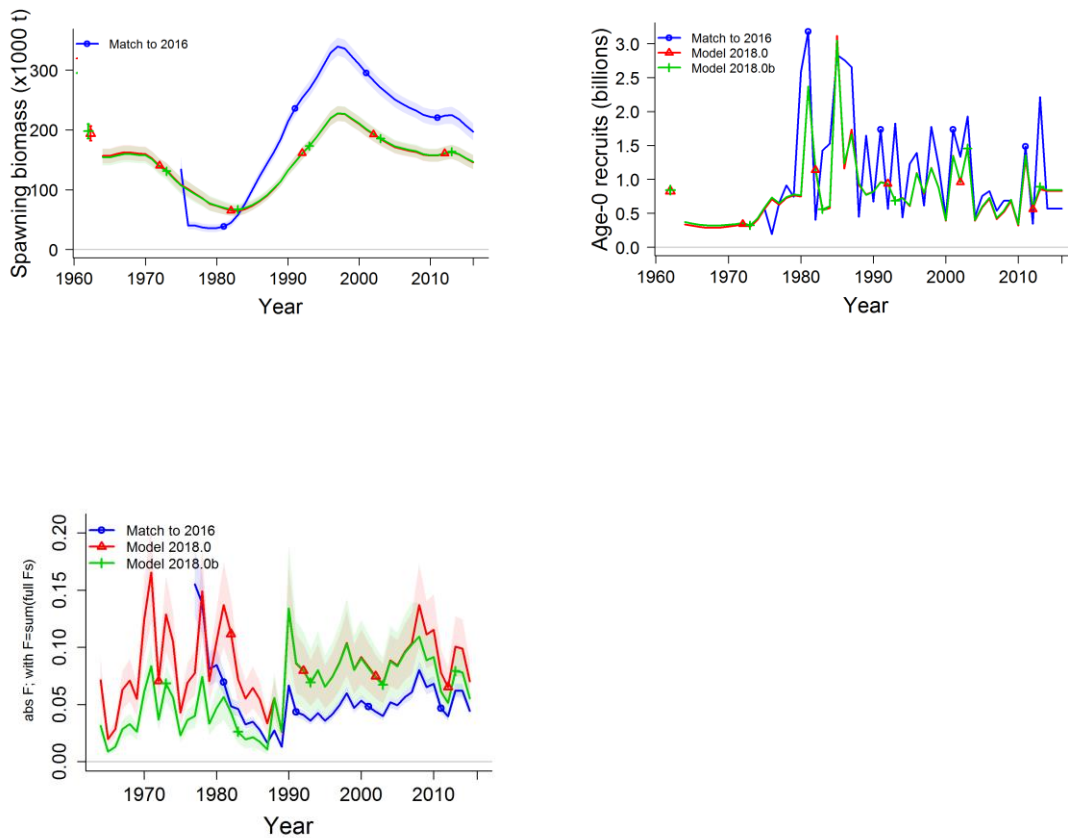 Spawning biomass (x1000 t)
0 100 200 300
Match to 2016
1960 1970 1980 1990 2000 2010
Year
Age-0 recruits (billions)
0.0 0.5 1.0 1.5 2.0 2.5 3.0
Match to 2016
Model 2018.0
Model 2018.0b
1960 1970 1980 1990 2000 2010
Year
abs F; with F=sum(full Fs)
0.00 0.05 0.10 0.15 0.20
Match to 2016
Model 2018.0
Model 2018.0b
1970 1980 1990 2000 2010
Year